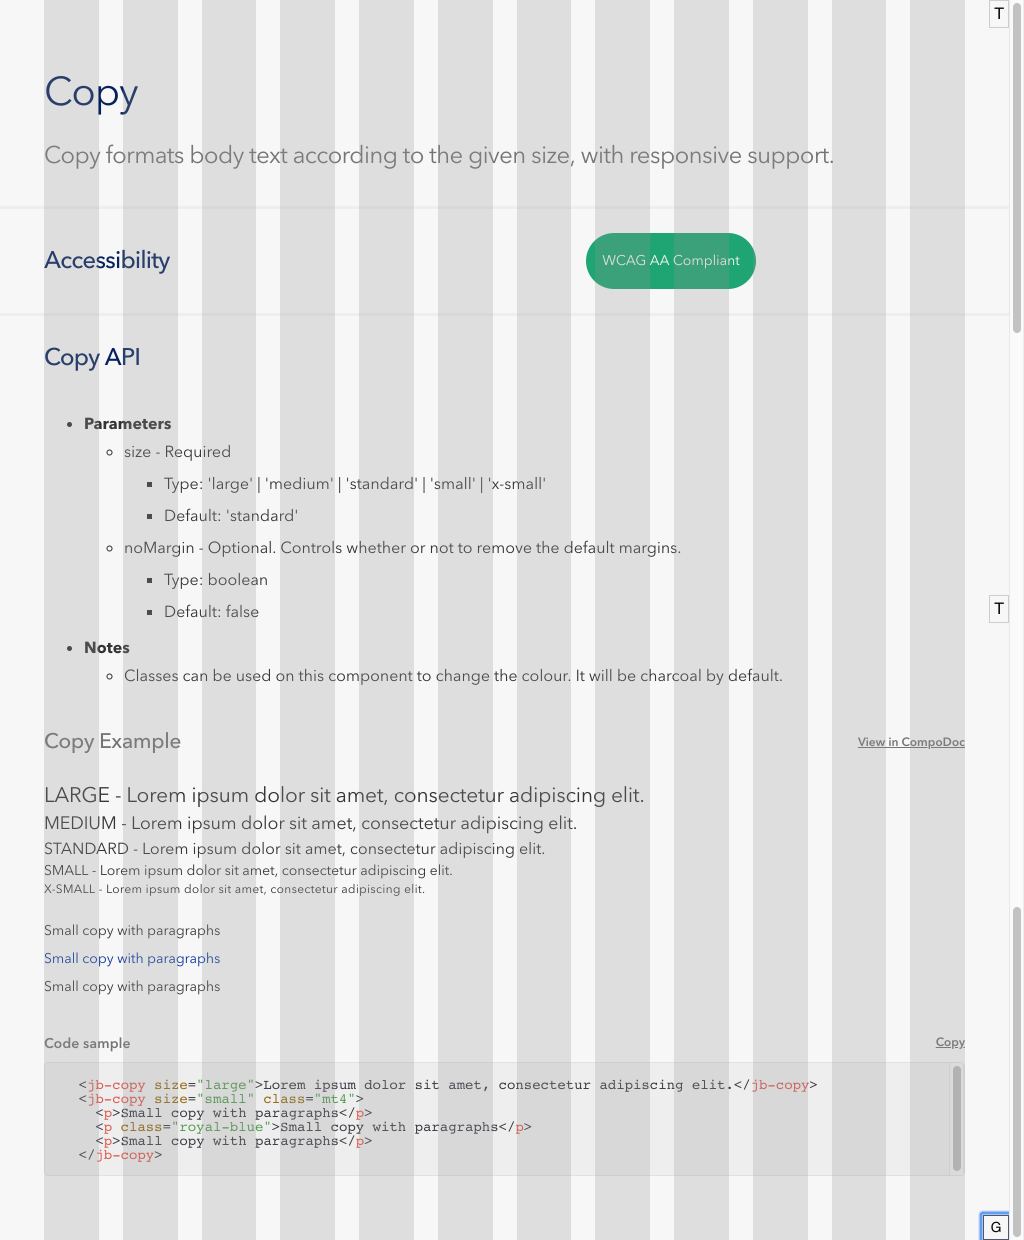 T
Copy
Copy formats body text according to the given size, with responsive support.
Accessibility
WCAG AA Compliant
Copy API
Parameters
size - Required
Type: 'large' | 'medium' | 'standard' | 'small' | 'x-small'
Default: 'standard'
noMargin - Optional. Controls whether or not to remove the default margins.
Type: boolean
Default: false
T
Notes
Classes can be used on this component to change the colour. It will be charcoal by default.
Copy Example
View in CompoDoc
LARGE - Lorem ipsum dolor sit amet, consectetur adipiscing elit.
MEDIUM - Lorem ipsum dolor sit amet, consectetur adipiscing elit.
STANDARD - Lorem ipsum dolor sit amet, consectetur adipiscing elit.
SMALL - Lorem ipsum dolor sit amet, consectetur adipiscing elit.
X-SMALL - Lorem ipsum dolor sit amet, consectetur adipiscing elit.
Small copy with paragraphs
Small copy with paragraphs
Small copy with paragraphs
Code sample
Copy
<jb-copy size="large">Lorem ipsum dolor sit amet, consectetur adipiscing elit.</jb-copy>
<jb-copy size="small" class="mt4">
<p>Small copy with paragraphs</p>
<p class="royal-blue">Small copy with paragraphs</p>
<p>Small copy with paragraphs</p>
</jb-copy>
G